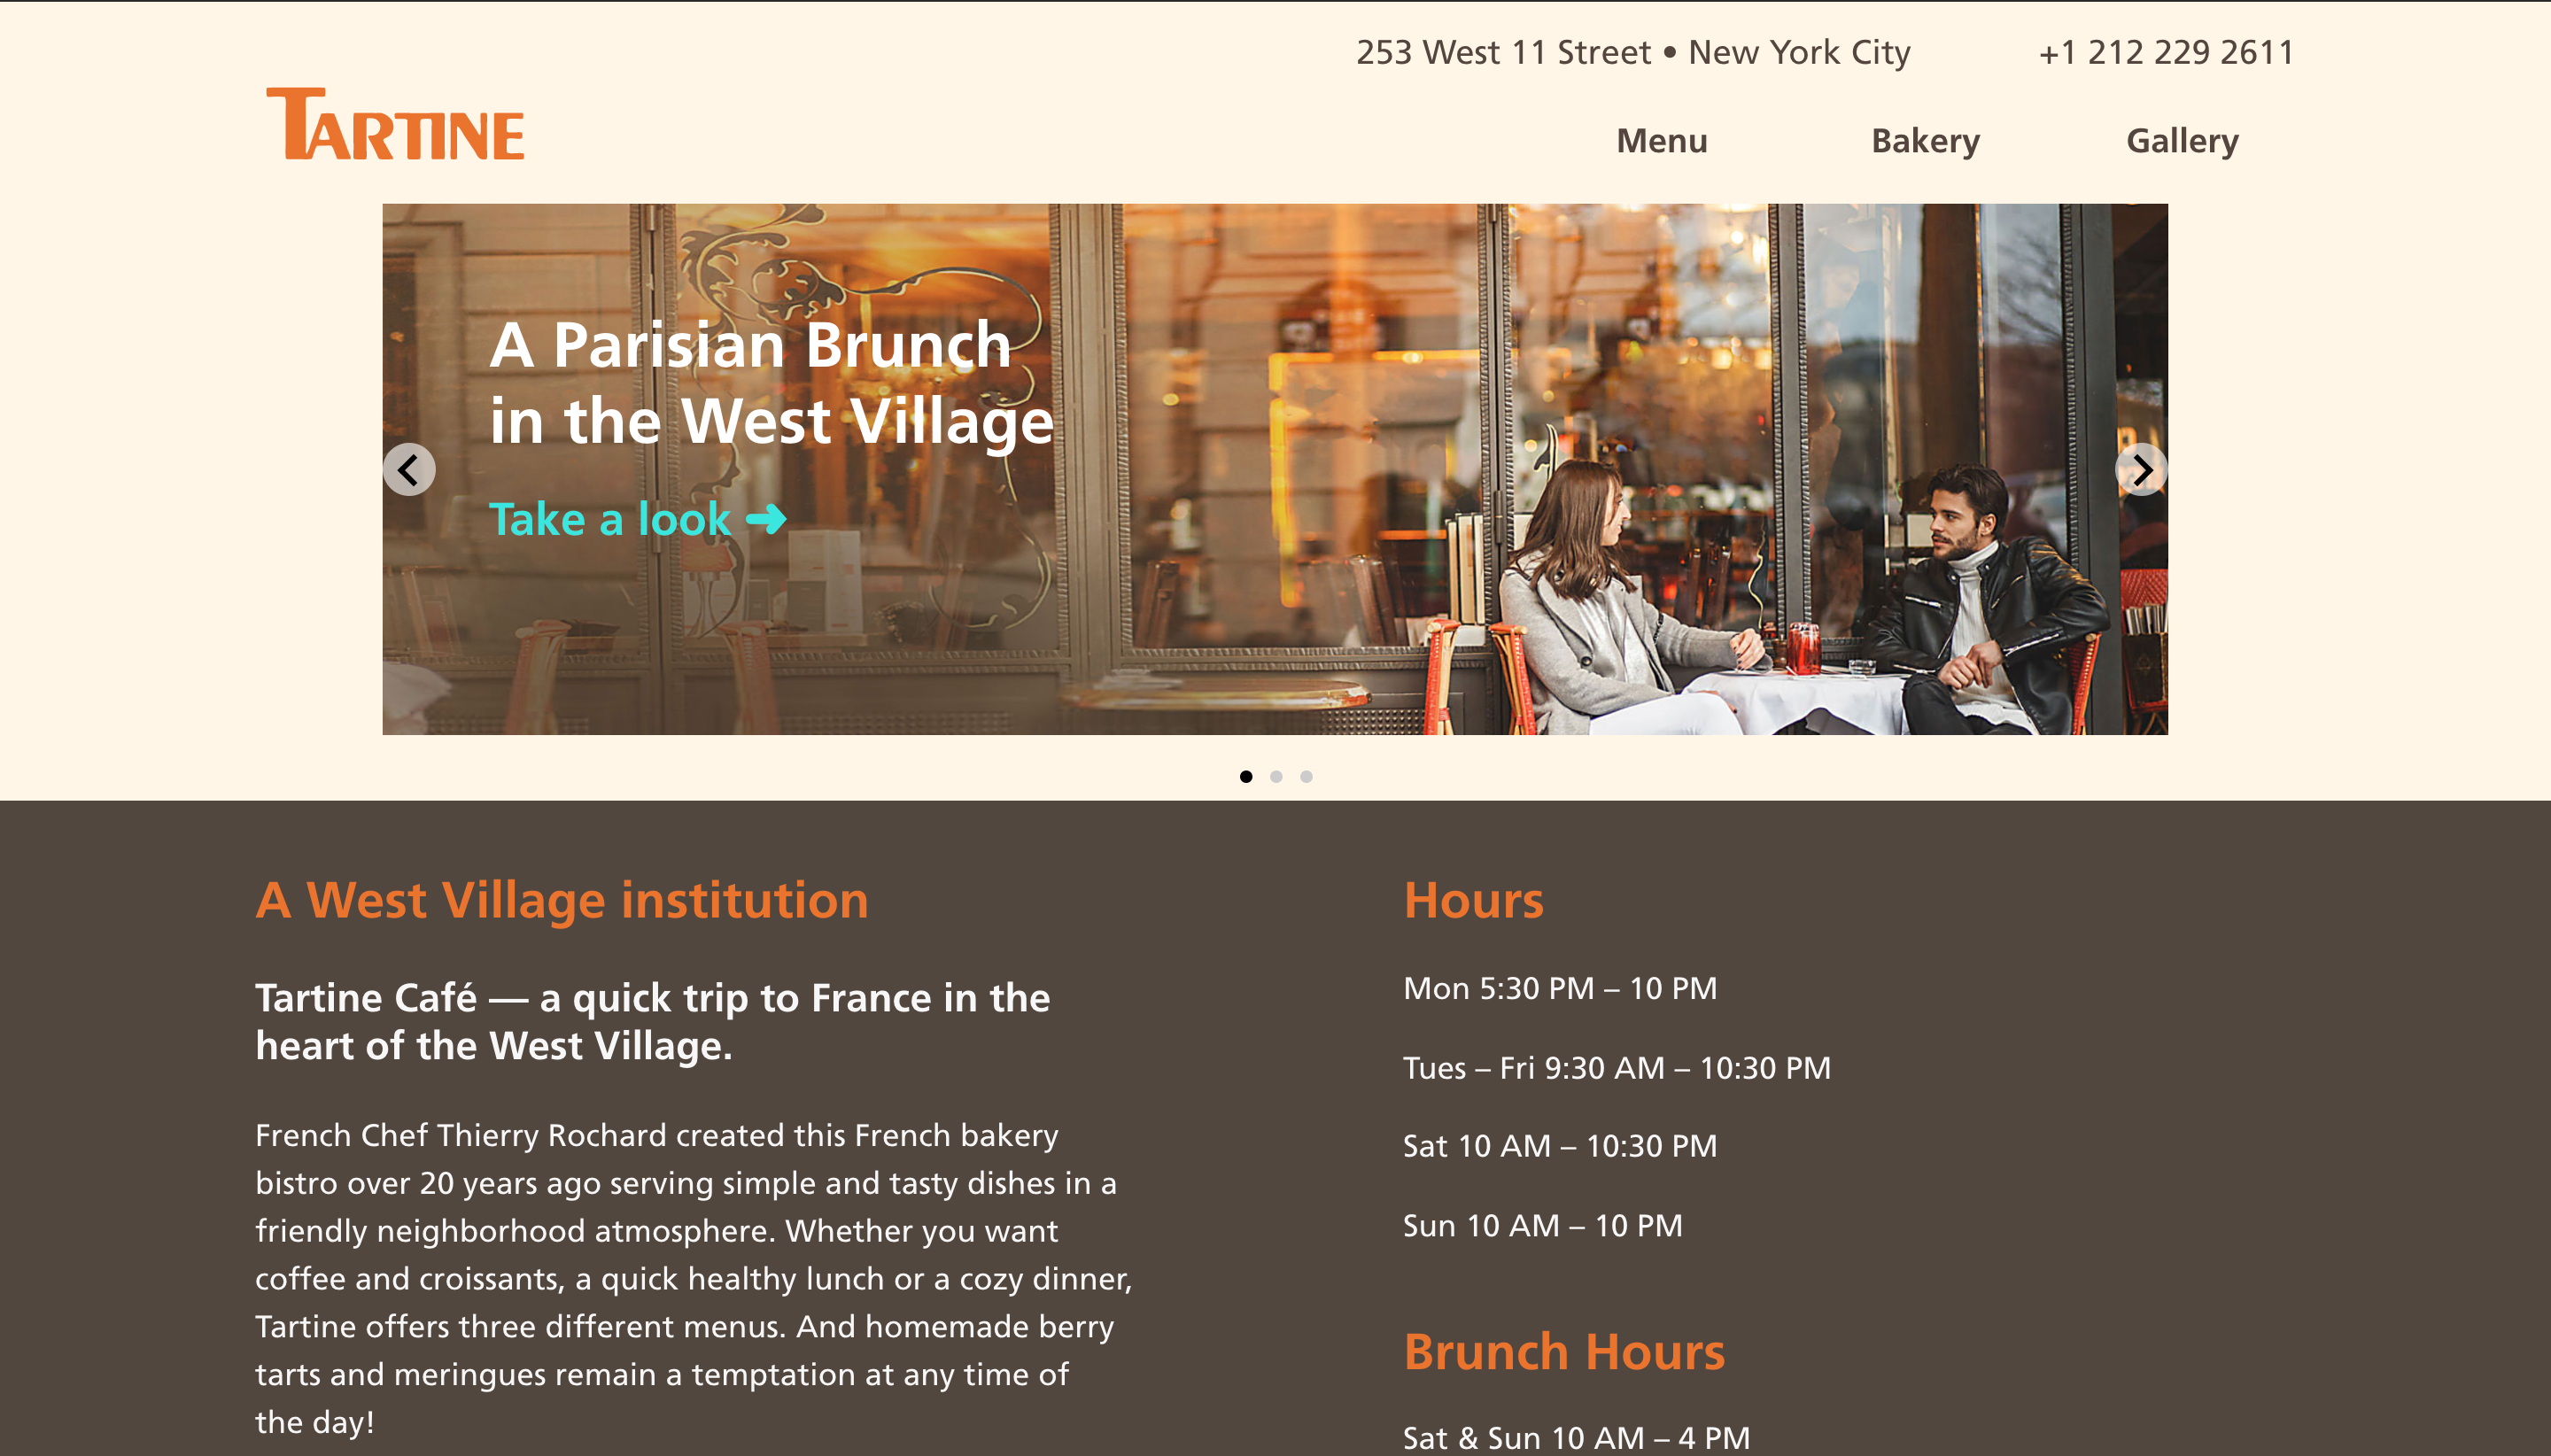 253 West 11 Street • New York City
+1 212 229 2611
TARTINE
Menu
Bakery
Gallery
A Parisian Brunch
in the West Village
Take a look ➜
A West Village institution
Tartine Café — a quick trip to France in the
heart of the West Village.
French Chef Thierry Rochard created this French bakery
bistro over 20 years ago serving simple and tasty dishes in a
friendly neighborhood atmosphere. Whether you want
coffee and croissants, a quick healthy lunch or a cozy dinner,
Tartine offers three different menus. And homemade berry
tarts and meringues remain a temptation at any time of
the day!
Hours
Mon 5:30 PM – 10 PM
Tues – Fri 9:30 AM – 10:30 PM
Sat 10 AM – 10:30 PM
Sun 10 AM – 10 PM
Brunch Hours
Sat & Sun 10 AM – 4 PM